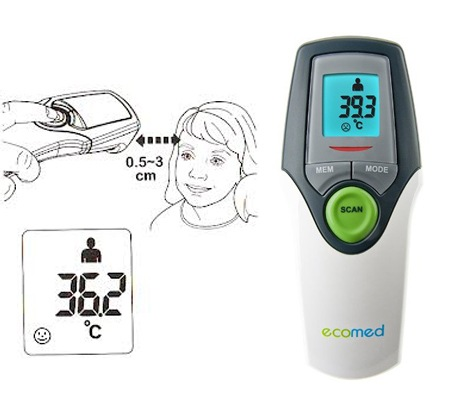 0.5~3
cm
36.2
°C
39.3
°C
MEM
MODE
SCAN
ecomed